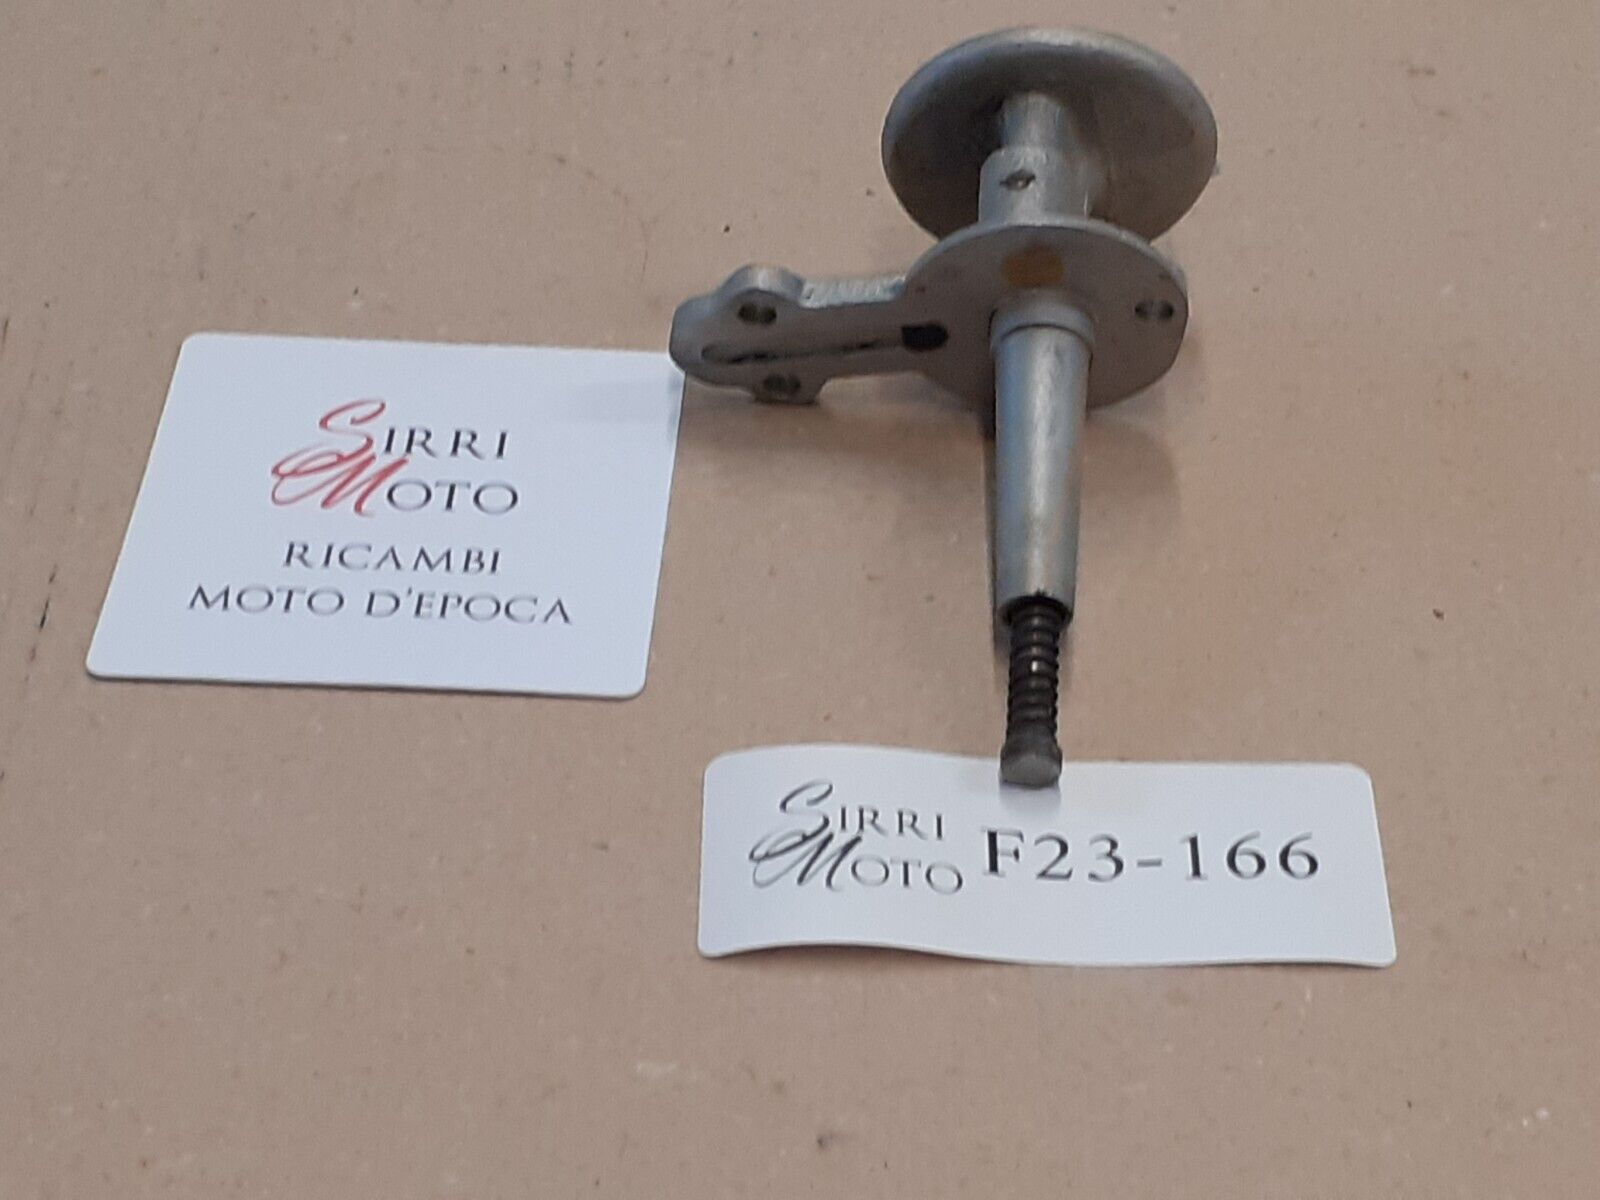 SIRRI
MOTO
RICAMBI
MOTO D'EPOCA
SIRRI
MOTO F23-166